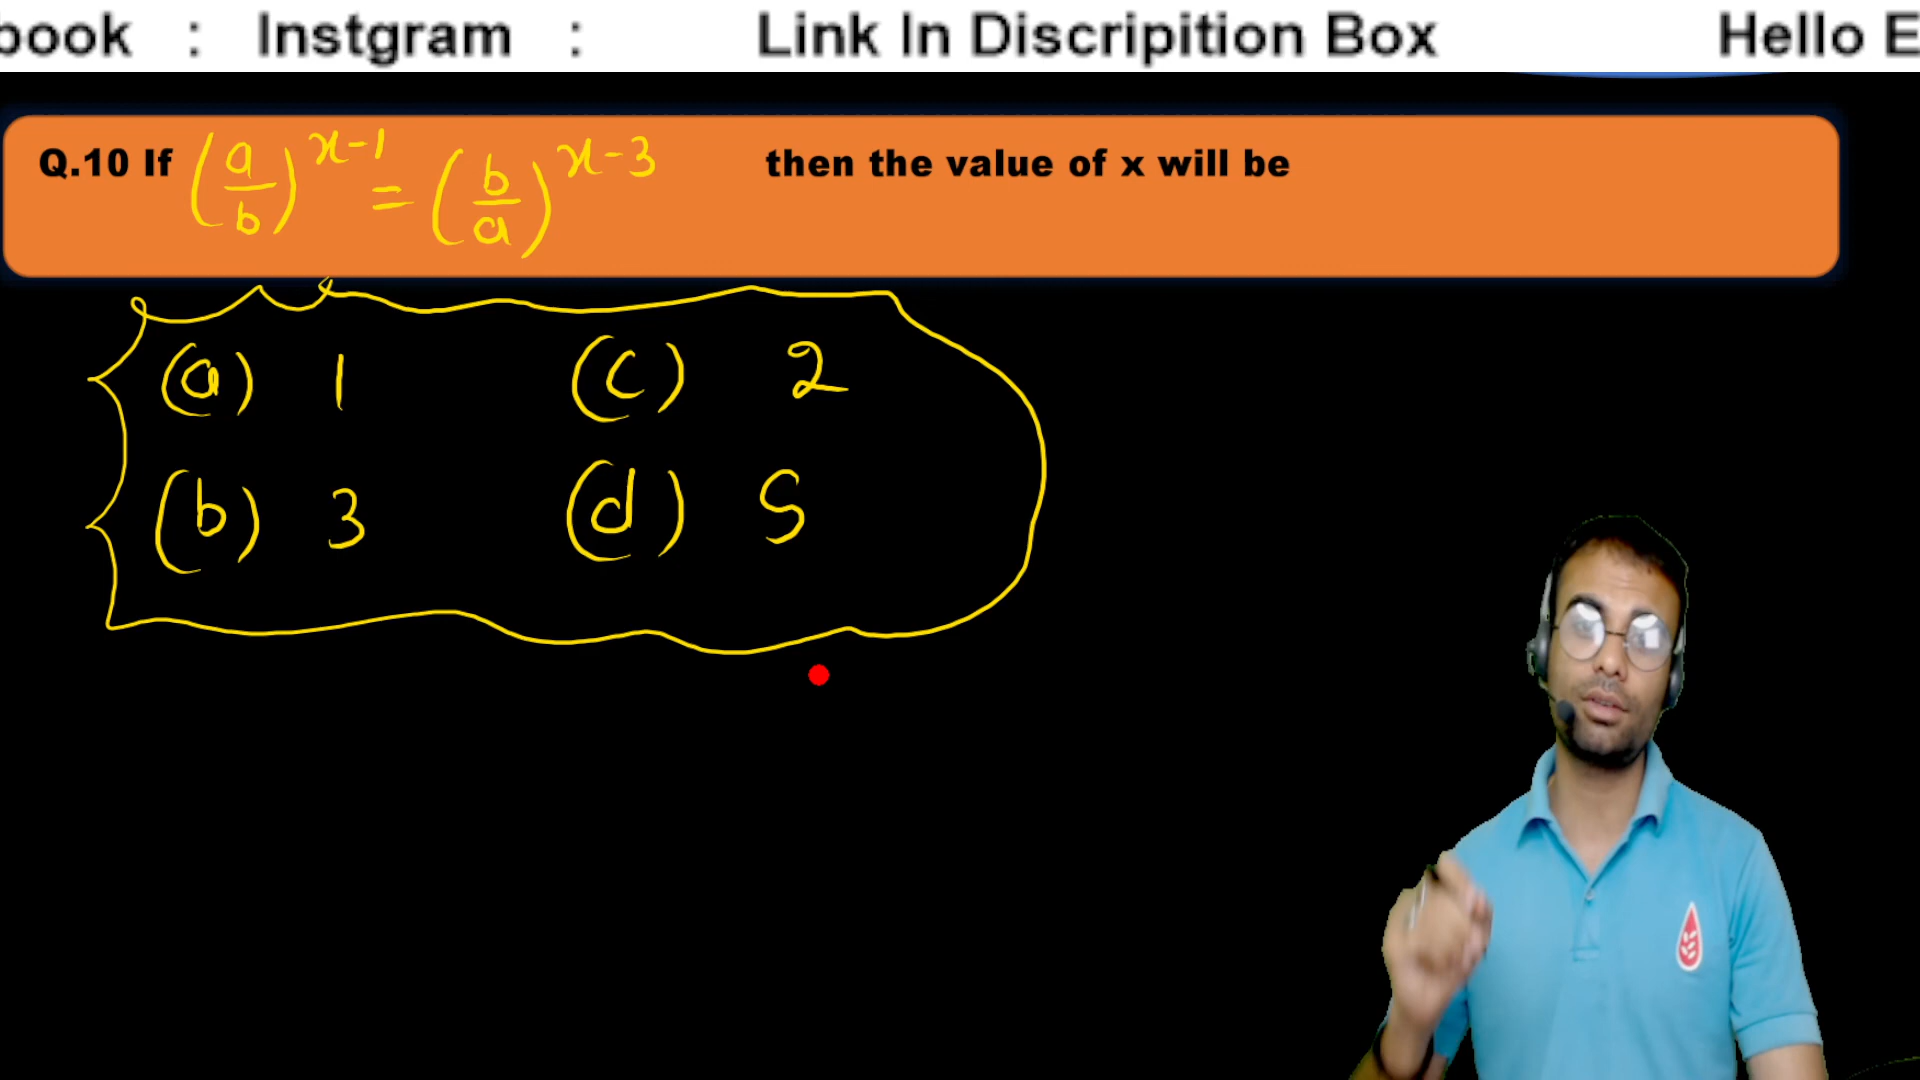 book : Instgram : Link In Discripition Box Hello E
Q.10 If (a/b)^x-1 = (b/a)^x-3 then the value of x will be
(a) 1 (c) 2
(b) 3 (d) 5